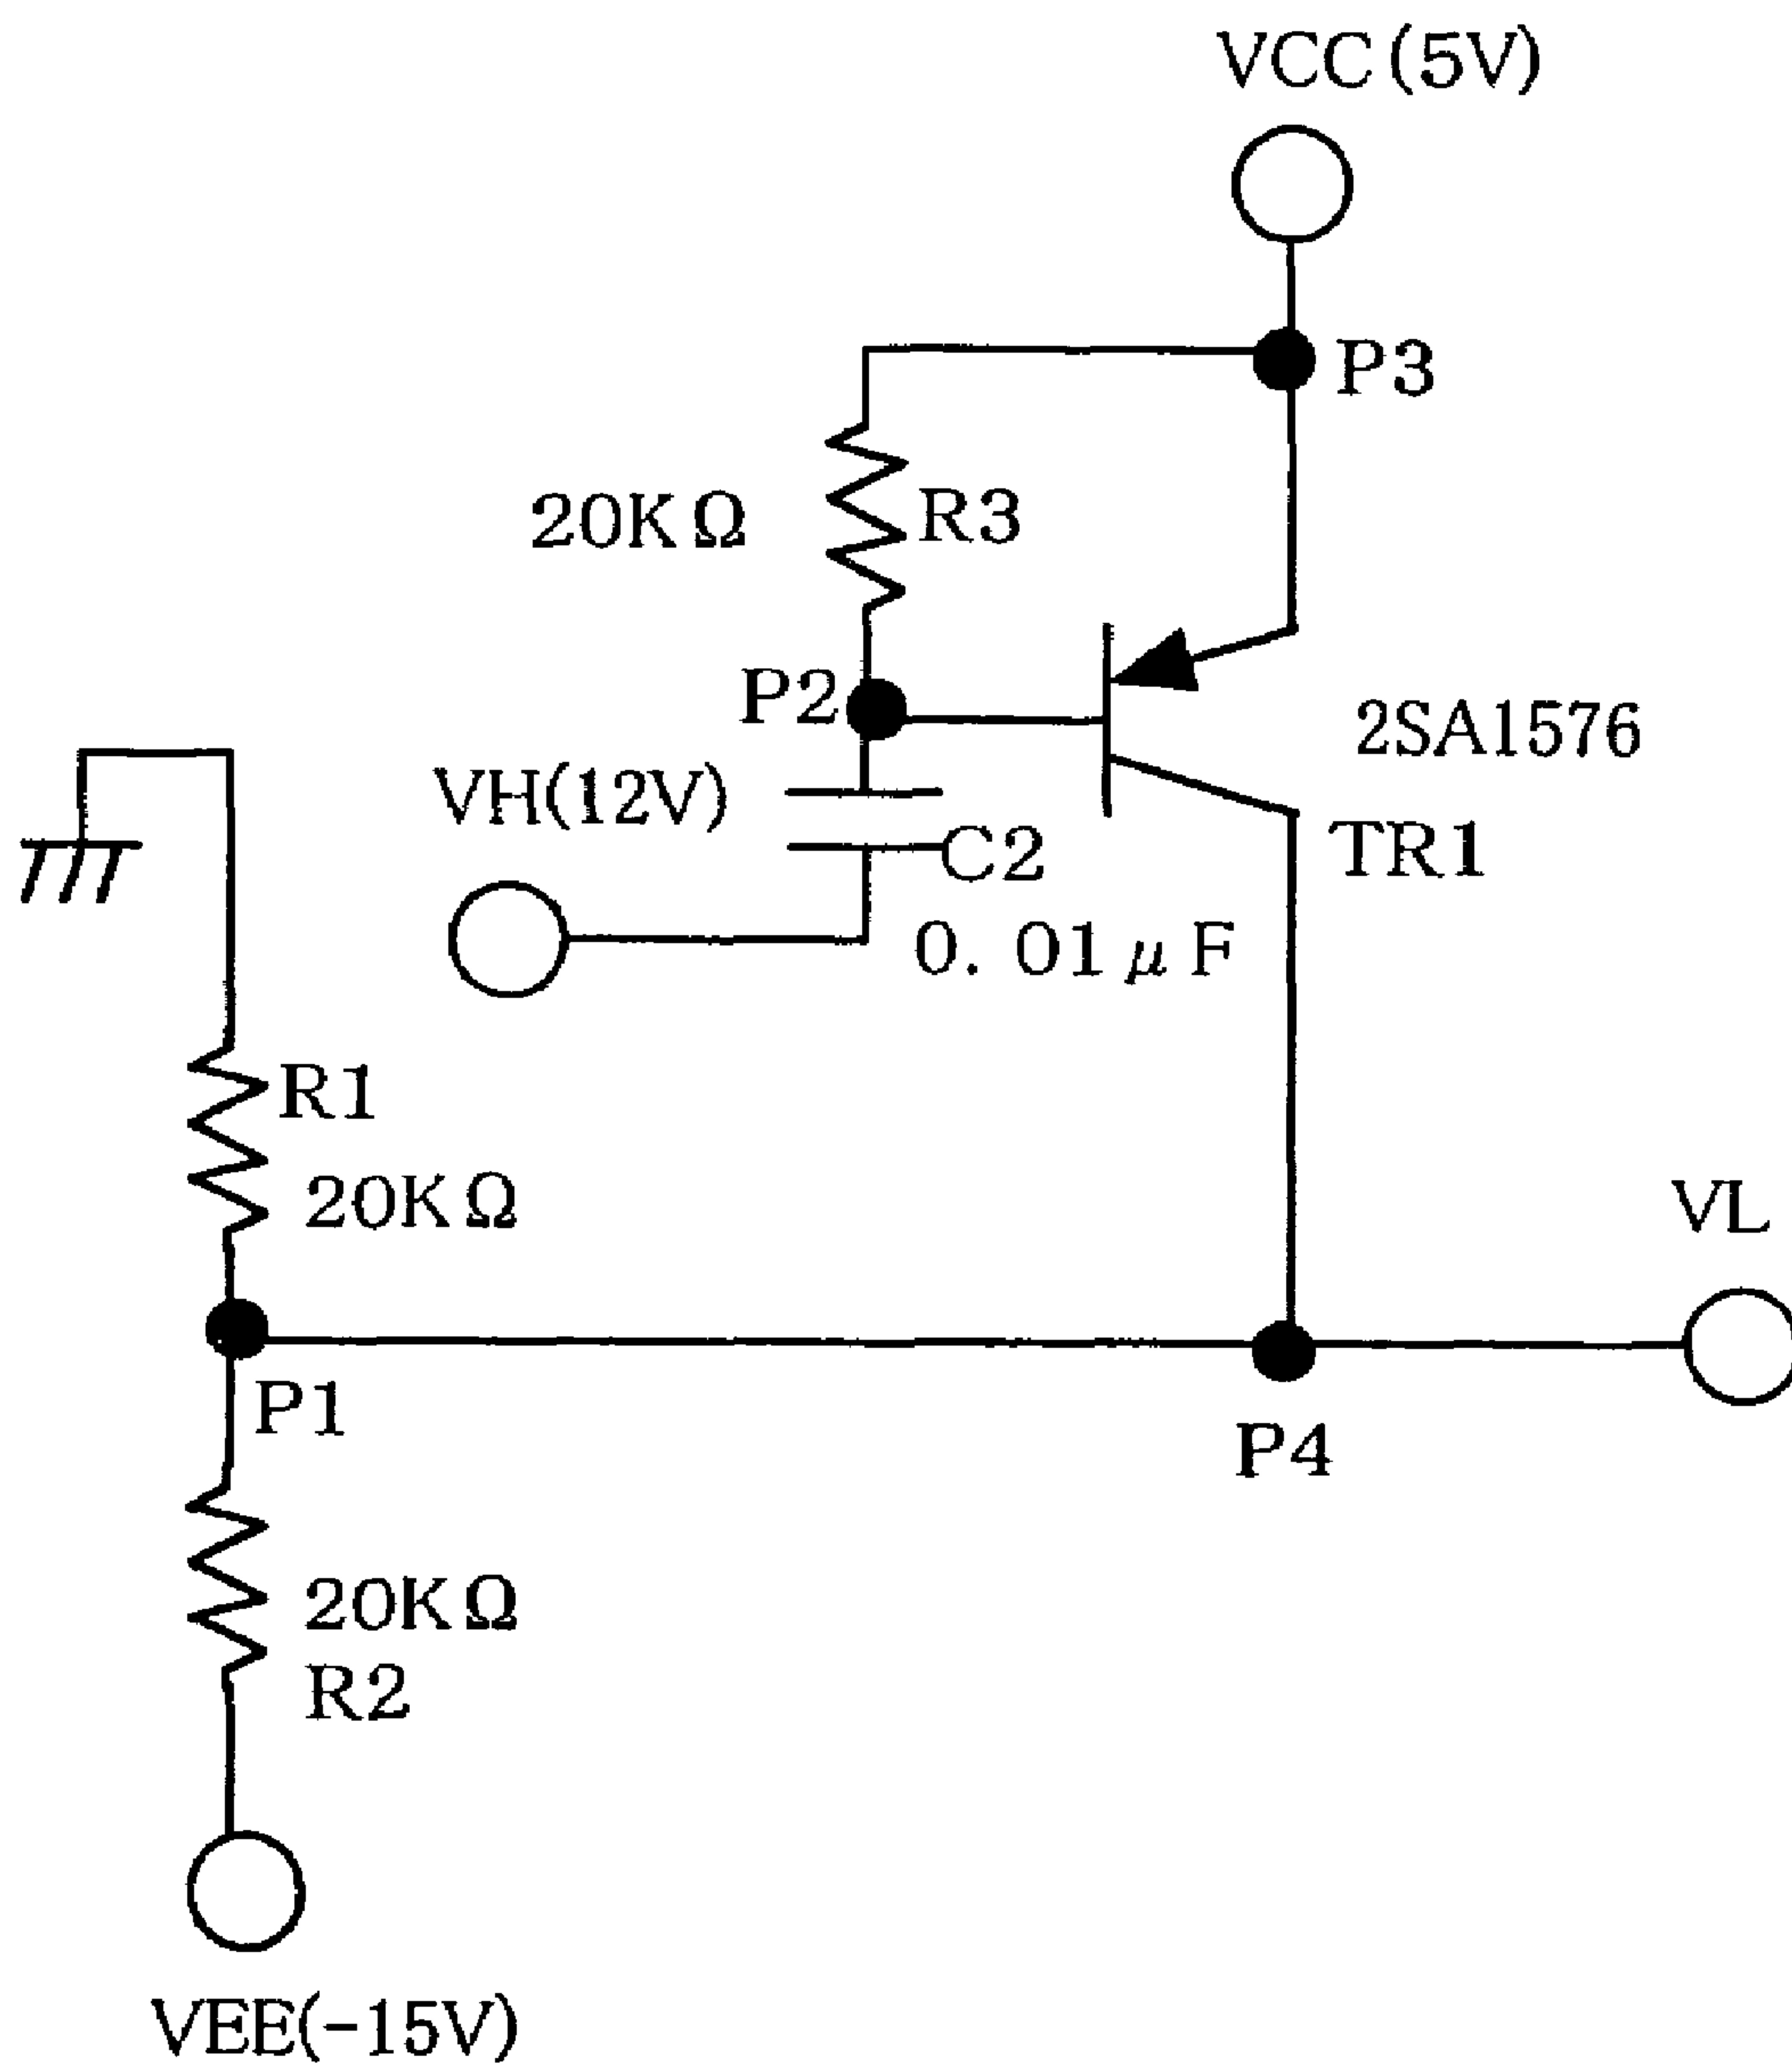 VCC(5V)
P3
20KΩ
R3
P2
2SA1576
VH(12V)
C2
TR1
0.01μF
R1
20KΩ
VL
P1
P4
20KΩ
R2
VEE(-15V)